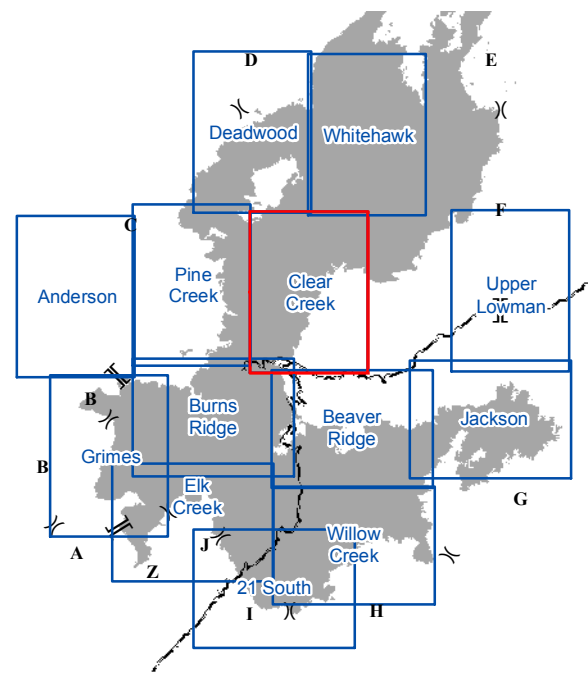 D
E
Deadwood
Whitehawk
C
F
Anderson
Pine
Creek
Clear
Creek
Upper
Lowman
B
Burns
Ridge
Beaver
Ridge
Jackson
Grimes
B
Elk
Creek
G
Willow
Creek
A
J
Z
21 South
I
H